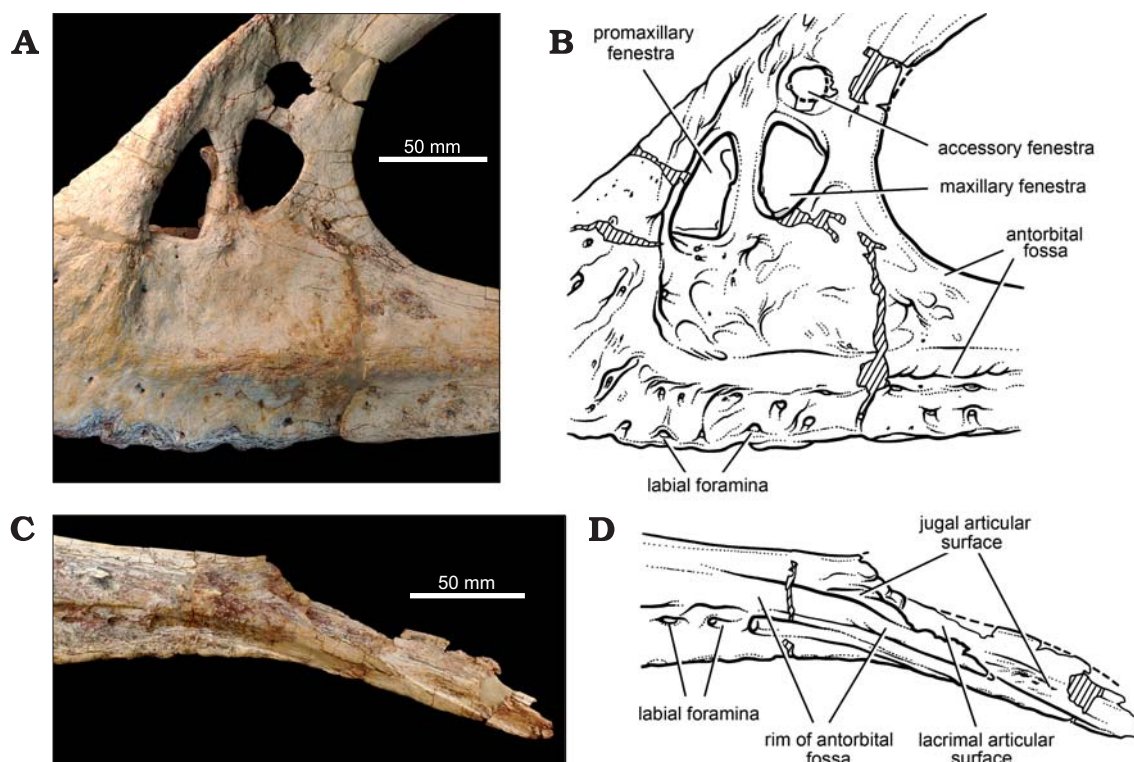 A
50 mm
B
promaxillary
fenestra
accessory fenestra
maxillary fenestra
antorbital
fossa
labial foramina
C
50 mm
D
jugal articular
surface
labial foramina
rim of antorbital
fossa
lacrimal articular
surface